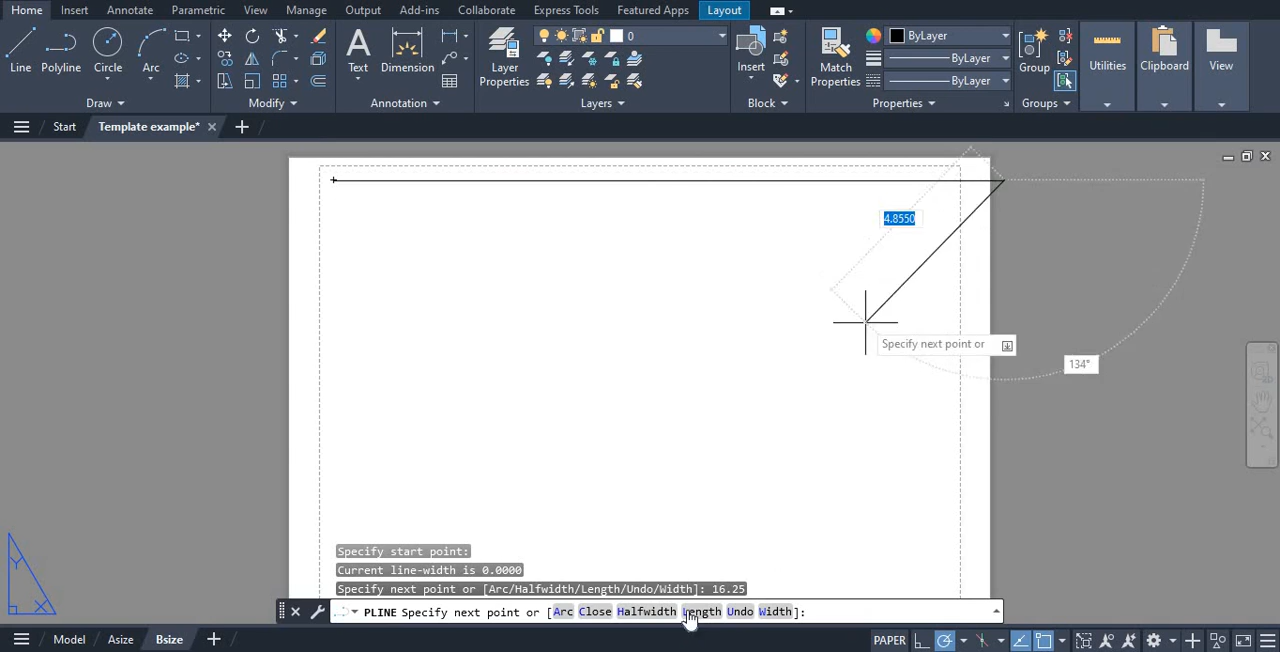 Home Insert Annotate Parametric View Manage Output Add-ins Collaborate Express Tools Featured Apps Layout
Line Polyline Circle Arc Text Dimension Layer Properties 0 Insert Match Properties ByLayer ByLayer ByLayer Group Utilities Clipboard View
Draw Modify Annotation Layers Block Properties Groups
Start Template example*
4.8550
Specify next point or
134°
Specify start point:
Current line-width is 0.0000
Specify next point or [Arc/Halfwidth/Length/Undo/Width]: 16.25
PLINE Specify next point or [Arc Close Halfwidth Length Undo Width]:
Y X
Model Asize Bsize PAPER